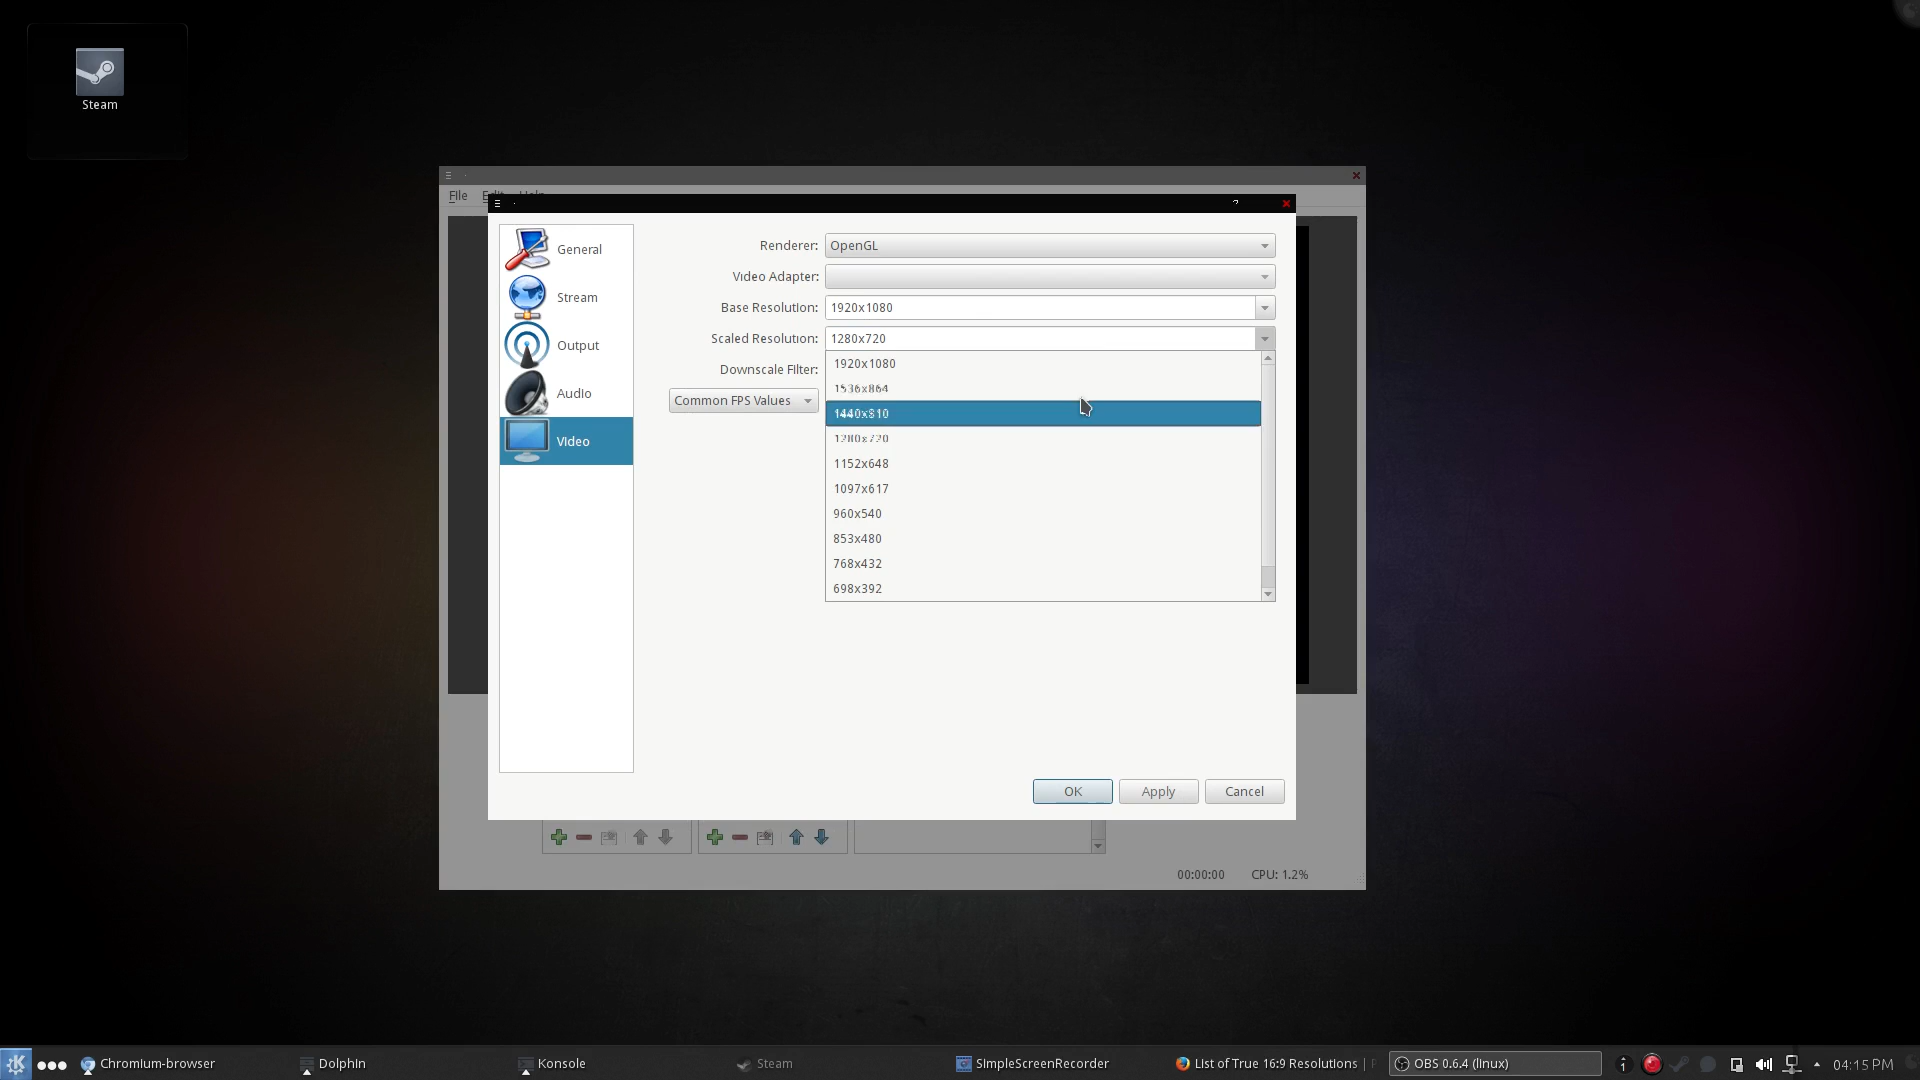 Steam
File Edit Help
General
Stream
Output
Audio
Video
Renderer: OpenGL
Video Adapter:
Base Resolution: 1920x1080
Scaled Resolution: 1280x720
Downscale Filter:
Common FPS Values
1920x1080
1536x864
1440x810
1280x720
1152x648
1097x617
960x540
853x480
768x432
698x392
OK Apply Cancel
00:00:00 CPU: 1.2%
Chromium-browser Dolphin Konsole Steam SimpleScreenRecorder List of True 16:9 Resolutions | OBS 0.6.4 (linux) 04:15 PM